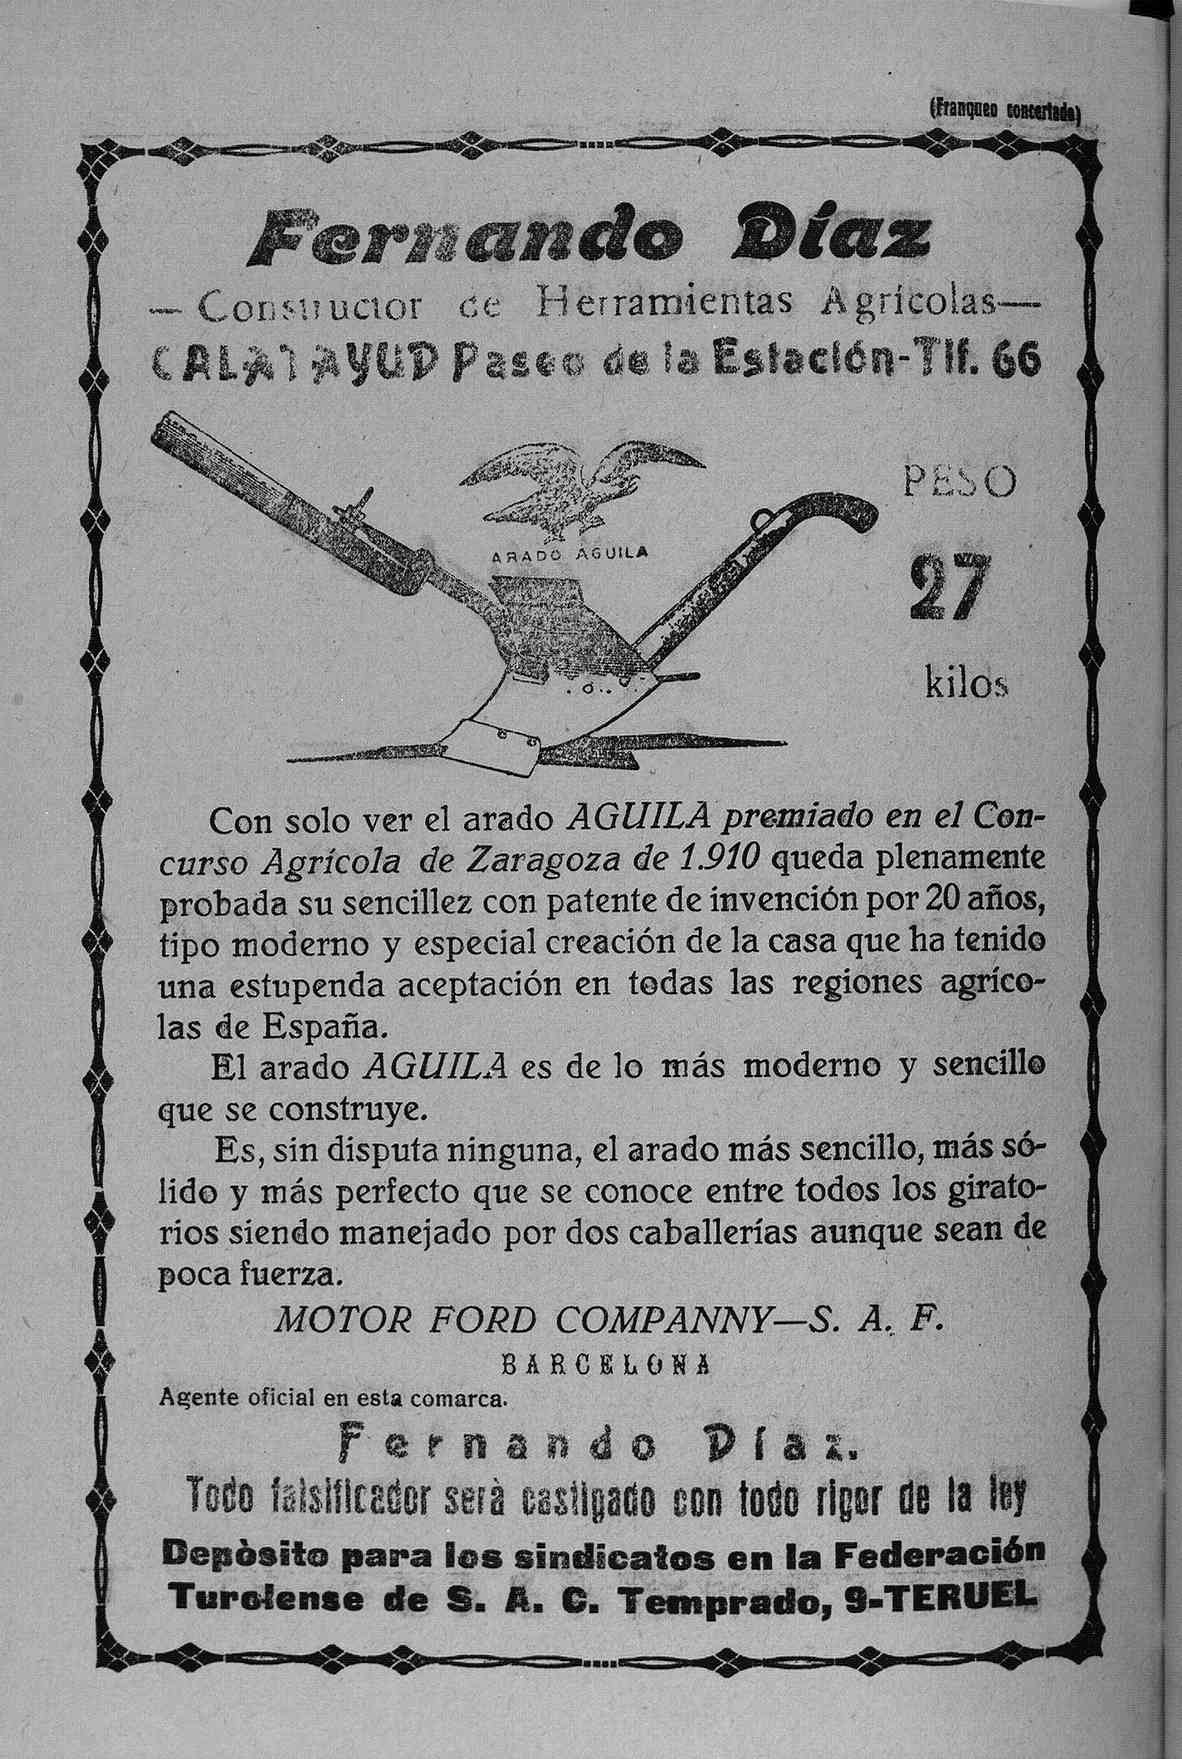 (Franqueo concertado)
Fernando Díaz
— Constructor de Herramientas Agrícolas—
CALATAYUD Paseo de la Estación-Tlf. 66
PESO
27
kilos
ARADO AGUILA
Con solo ver el arado AGUILA premiado en el Con-
curso Agrícola de Zaragoza de 1.910 queda plenamente
probada su sencillez con patente de invención por 20 años,
tipo moderno y especial creación de la casa que ha tenido
una estupenda aceptación en todas las regiones agríco-
las de España.
El arado AGUILA es de lo más moderno y sencillo
que se construye.
Es, sin disputa ninguna, el arado más sencillo, más só-
lido y más perfecto que se conoce entre todos los girato-
rios siendo manejado por dos caballerías aunque sean de
poca fuerza.
MOTOR FORD COMPANNY—S. A. F.
BARCELONA
Agente oficial en esta comarca.
Fernando Díaz.
Todo falsificador serà castigado con todo rigor de la ley
Depòsito para los sindicatos en la Federación
Turolense de S. A. C. Temprado, 9-TERUEL